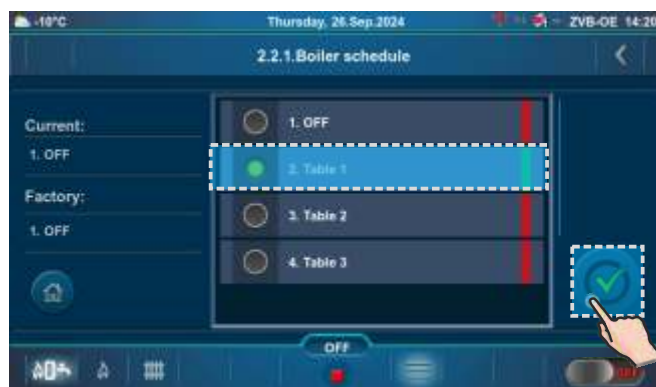 -10°C
Thursday, 26.Sep.2024
ZVB-OE 14:20
2.2.1.Boiler schedule
Current:
1. OFF
Factory:
1. OFF
1. OFF
2. Table 1
3. Table 2
4. Table 3
OFF
OFF